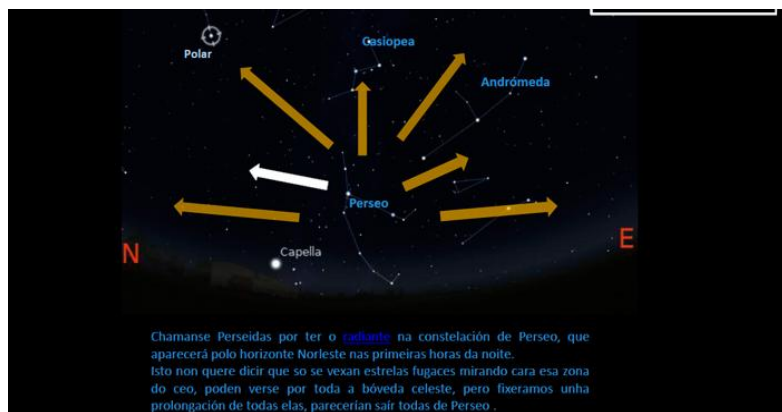 Casiopea
Polar
Andrómeda
Perseo
N
E
Capella
Chamanse Perseidas por ter o radiante na constelación de Perseo, que
aparecerá polo horizonte Norleste nas primeiras horas da noite.
Isto non quere dicir que so se vexan estrelas fugaces mirando cara esa zona
do ceo, poden verse por toda a bóveda celeste, pero fixeramos unha
prolongación de todas elas, parecerían saír todas de Perseo .